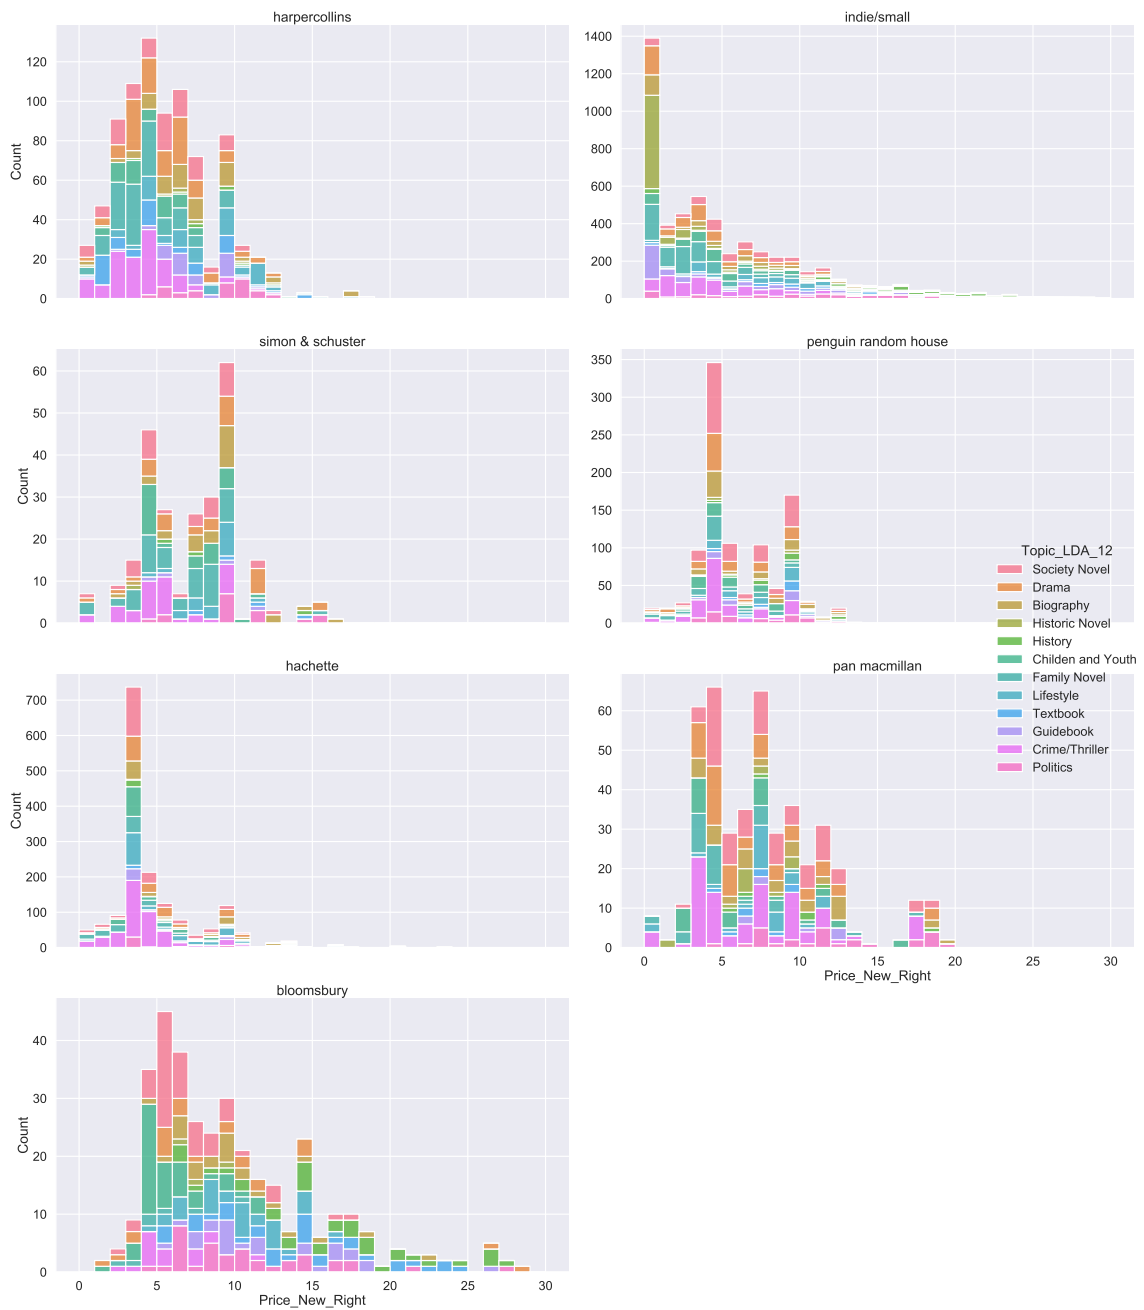 harpercollins
120
100
80
60
40
20
0
Count
indie/small
1400
1200
1000
800
600
400
200
0
simon & schuster
60
50
40
30
20
10
0
Count
penguin random house
350
300
250
200
150
100
50
0
hachette
700
600
500
400
300
200
100
0
Count
pan macmillan
60
50
40
30
20
10
0
0 5 10 15 20 25 30
Price_New_Right
Topic_LDA_12
Society Novel
Drama
Biography
Historic Novel
History
Childen and Youth
Family Novel
Lifestyle
Textbook
Guidebook
Crime/Thriller
Politics
bloomsbury
40
30
20
10
0
Count
0 5 10 15 20 25 30
Price_New_Right